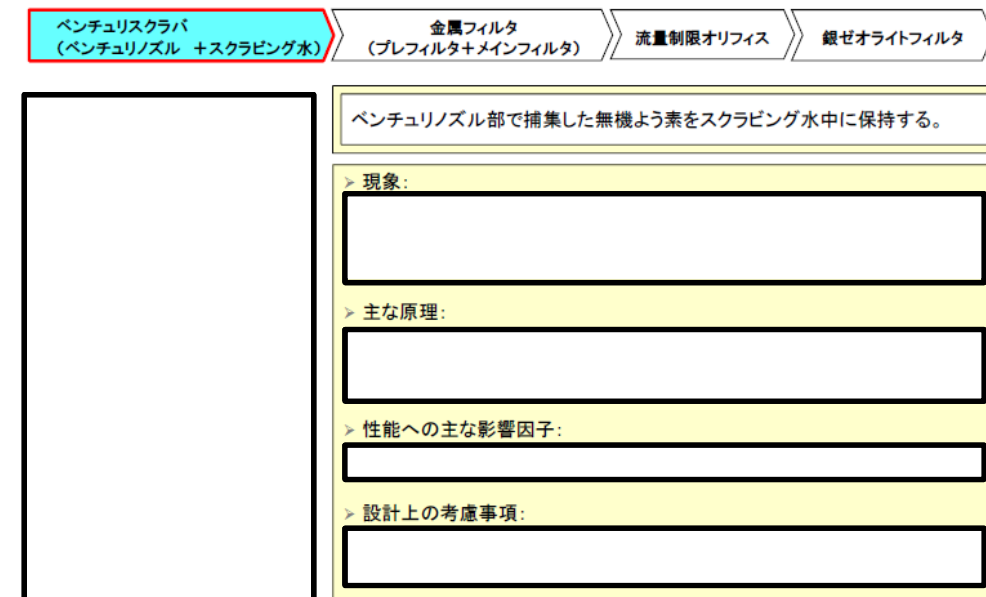 ベンチュリスクラバ
（ベンチュリノズル ＋スクラビング水）
金属フィルタ
（プレフィルタ＋メインフィルタ）
流量制限オリフィス
銀ゼオライトフィルタ
ベンチュリノズル部で捕集した無機よう素をスクラビング水中に保持する。
➢ 現象：
➢ 主な原理：
➢ 性能への主な影響因子：
➢ 設計上の考慮事項：